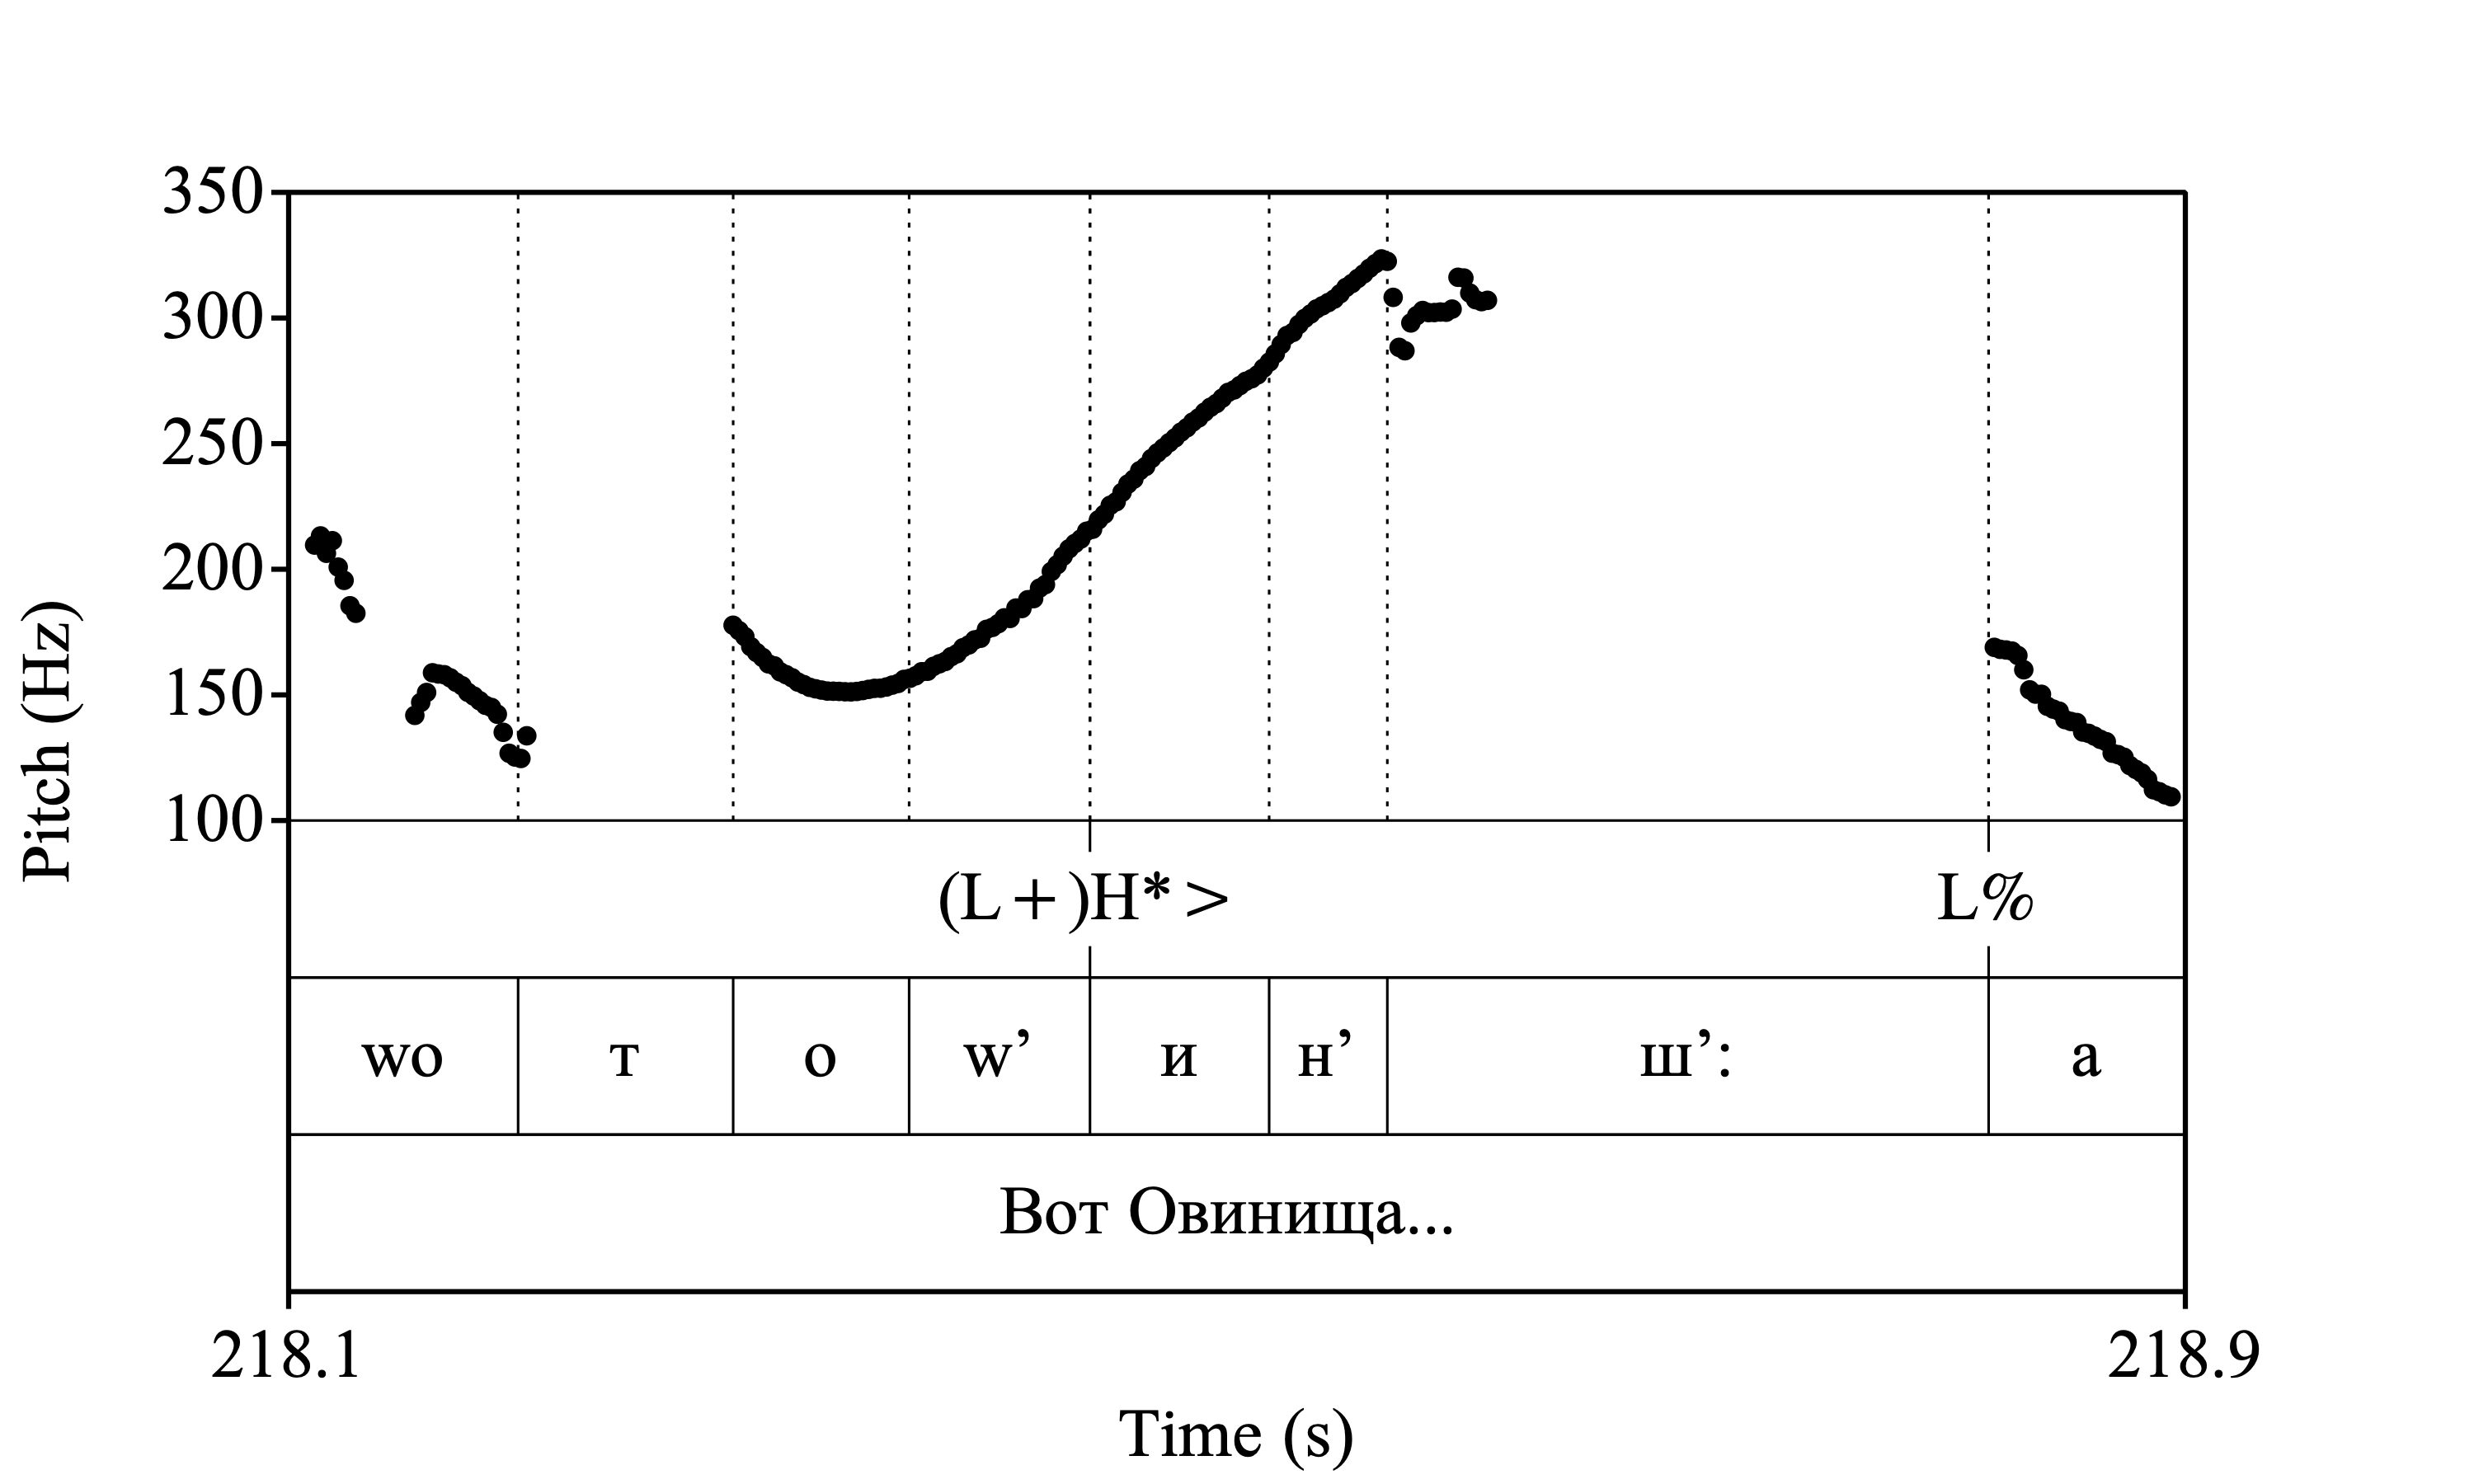 350
300
250
200
150
100
Pitch (Hz)
(L + )H* > L%
wo т о w’ и н’ ш’: а
Вот Овинища...
218.1 218.9
Time (s)